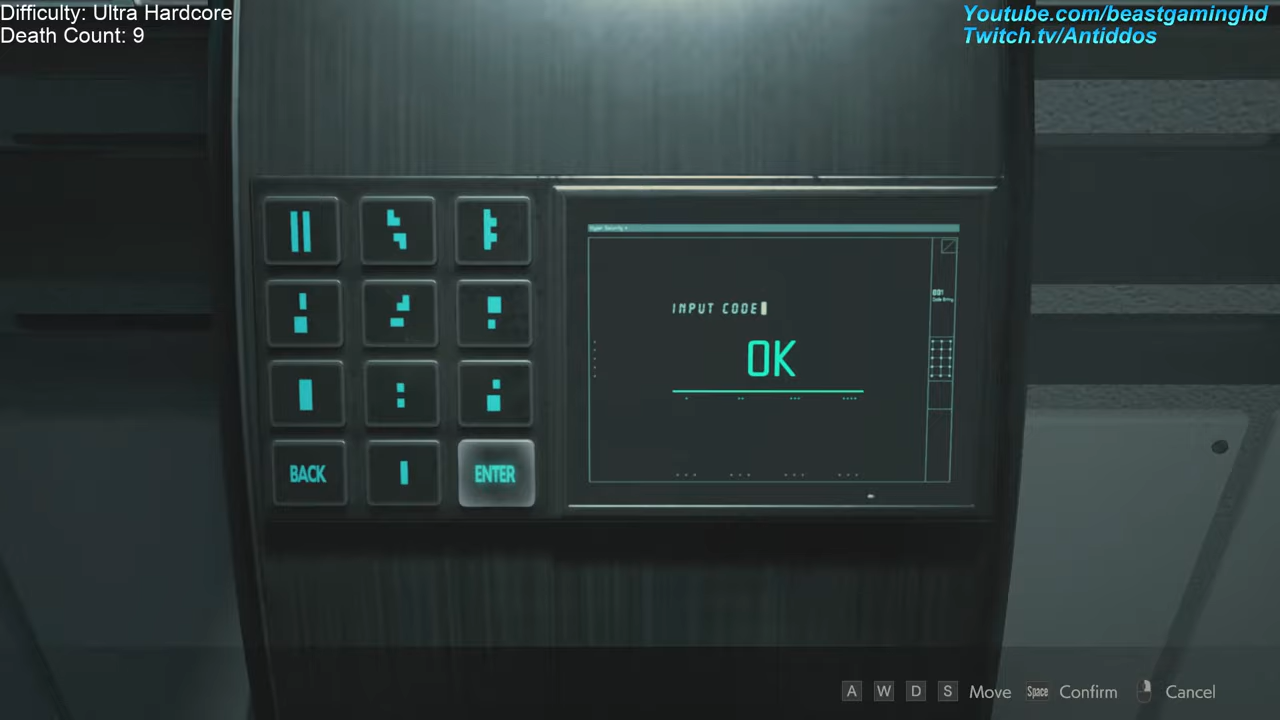 Difficulty: Ultra Hardcore
Death Count: 9
Youtube.com/beastgaminghd
Twitch.tv/Antiddos
INPUT CODE
OK
001
BACK
ENTER
A W D S Move Space Confirm Cancel